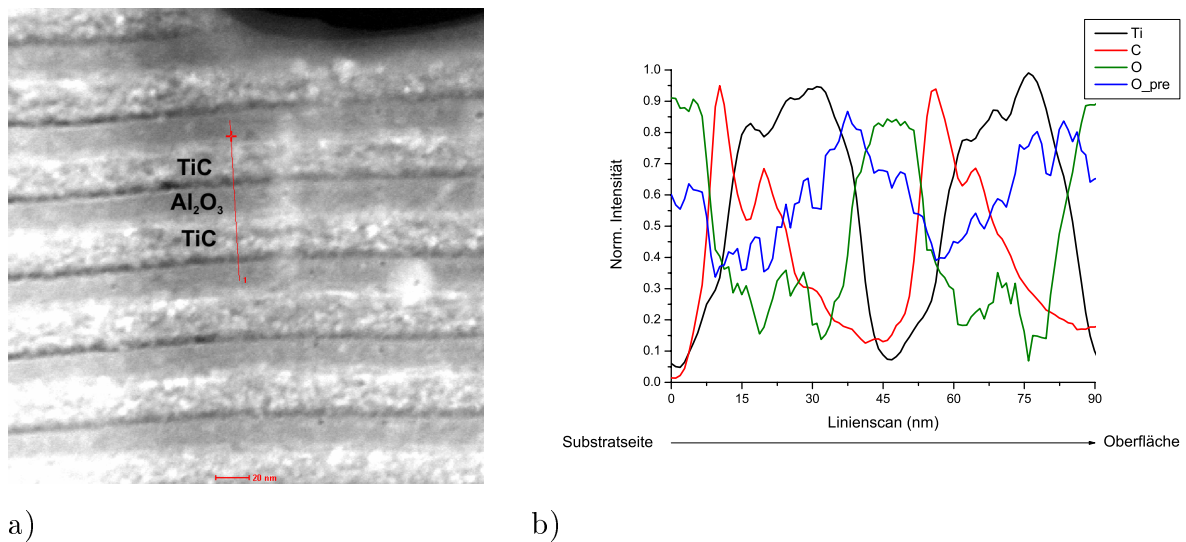 TiC
Al₂O₃
TiC
1
20 nm
a)
Ti
C
O
O_pre
1.0
0.9
0.8
0.7
0.6
0.5
0.4
0.3
0.2
0.1
0.0
Norm. Intensität
0 15 30 45 60 75 90
Linienscan (nm)
Substratseite Oberfläche
b)